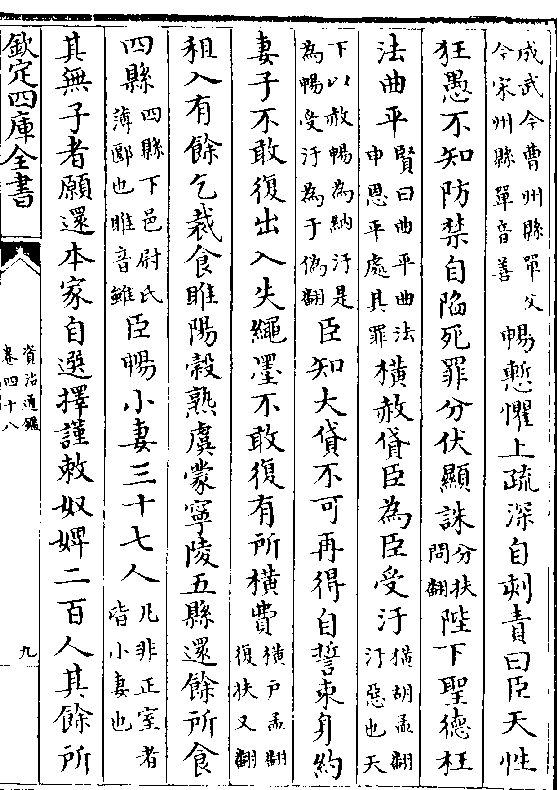 成武今曹州縣單父
今宋州縣單音善
暢慙懼上疏深自刻責曰臣天性
狂愚不知防禁自陷死罪分伏顯誅
分扶
問翻
陛下聖德枉
法曲平
賢曰曲平曲法
申恩平處其罪
橫赦貸臣為臣受汙
橫胡孟翻
汙惡也天
下以赦暢為納汙是
為暢受汙為于偽翻
臣知大貸不可再得自誓束身約
妻子不敢復出入失繩墨不敢復有所橫費
橫戶孟翻
復扶又翻
租入有餘乞裁食睢陽穀熟虞蒙寧陵五縣還餘所食
四縣
四縣下邑尉氏
薄郾也睢音雖
臣暢小妻三十七人
凡非正室者
皆小妻也
其無子者願還本家自選擇謹敕奴婢二百人其餘所
欽定四庫全書
資治通鑑
卷四十八
九